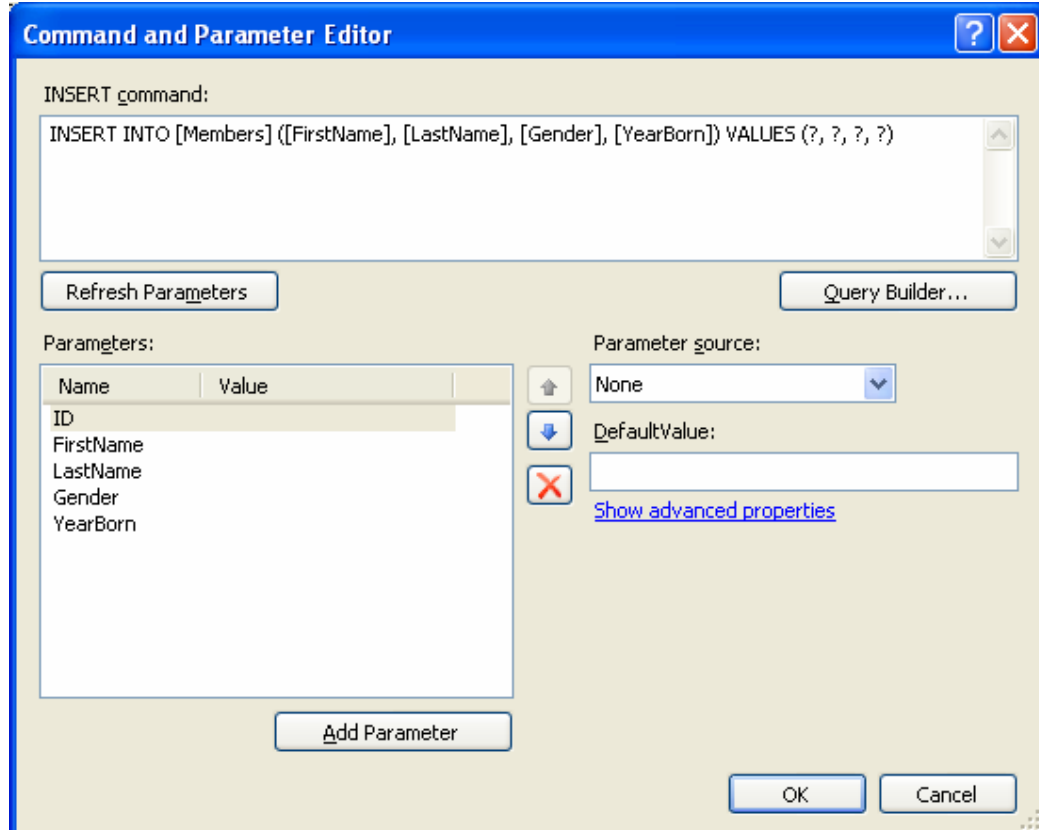 Command and Parameter Editor
INSERT command:
INSERT INTO [Members] ([FirstName], [LastName], [Gender], [YearBorn]) VALUES (?, ?, ?, ?)
Refresh Parameters
Query Builder...
Parameters:
Parameter source:
Name Value
None
ID
DefaultValue:
FirstName
LastName
Gender
Show advanced properties
YearBorn
Add Parameter
OK
Cancel